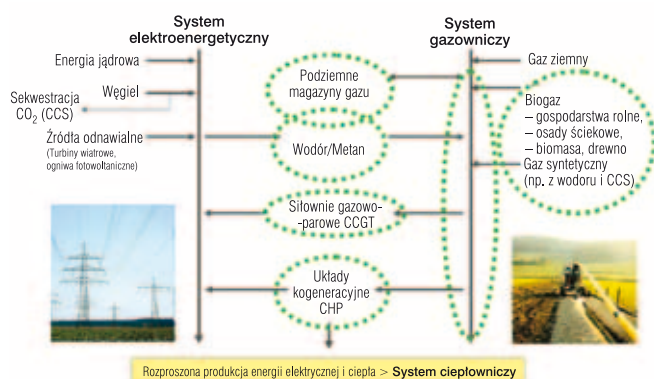 System
elektroenergetyczny
System
gazowniczy
Energia jądrowa
Węgiel
Sekwestracja
CO₂ (CCS)
Źródła odnawialne
(Turbiny wiatrowe,
ogniwa fotowoltaniczne)
Podziemne
magazyny gazu
Wodór/Metan
Siłownie gazowo-
-parowe CCGT
Układy
kogeneracyjne
CHP
Gaz ziemny
Biogaz
– gospodarstwa rolne,
– osady ściekowe,
– biomasa, drewno
Gaz syntetyczny
(np. z wodoru i CCS)
Rozproszona produkcja energii elektrycznej i ciepła > System ciepłowniczy